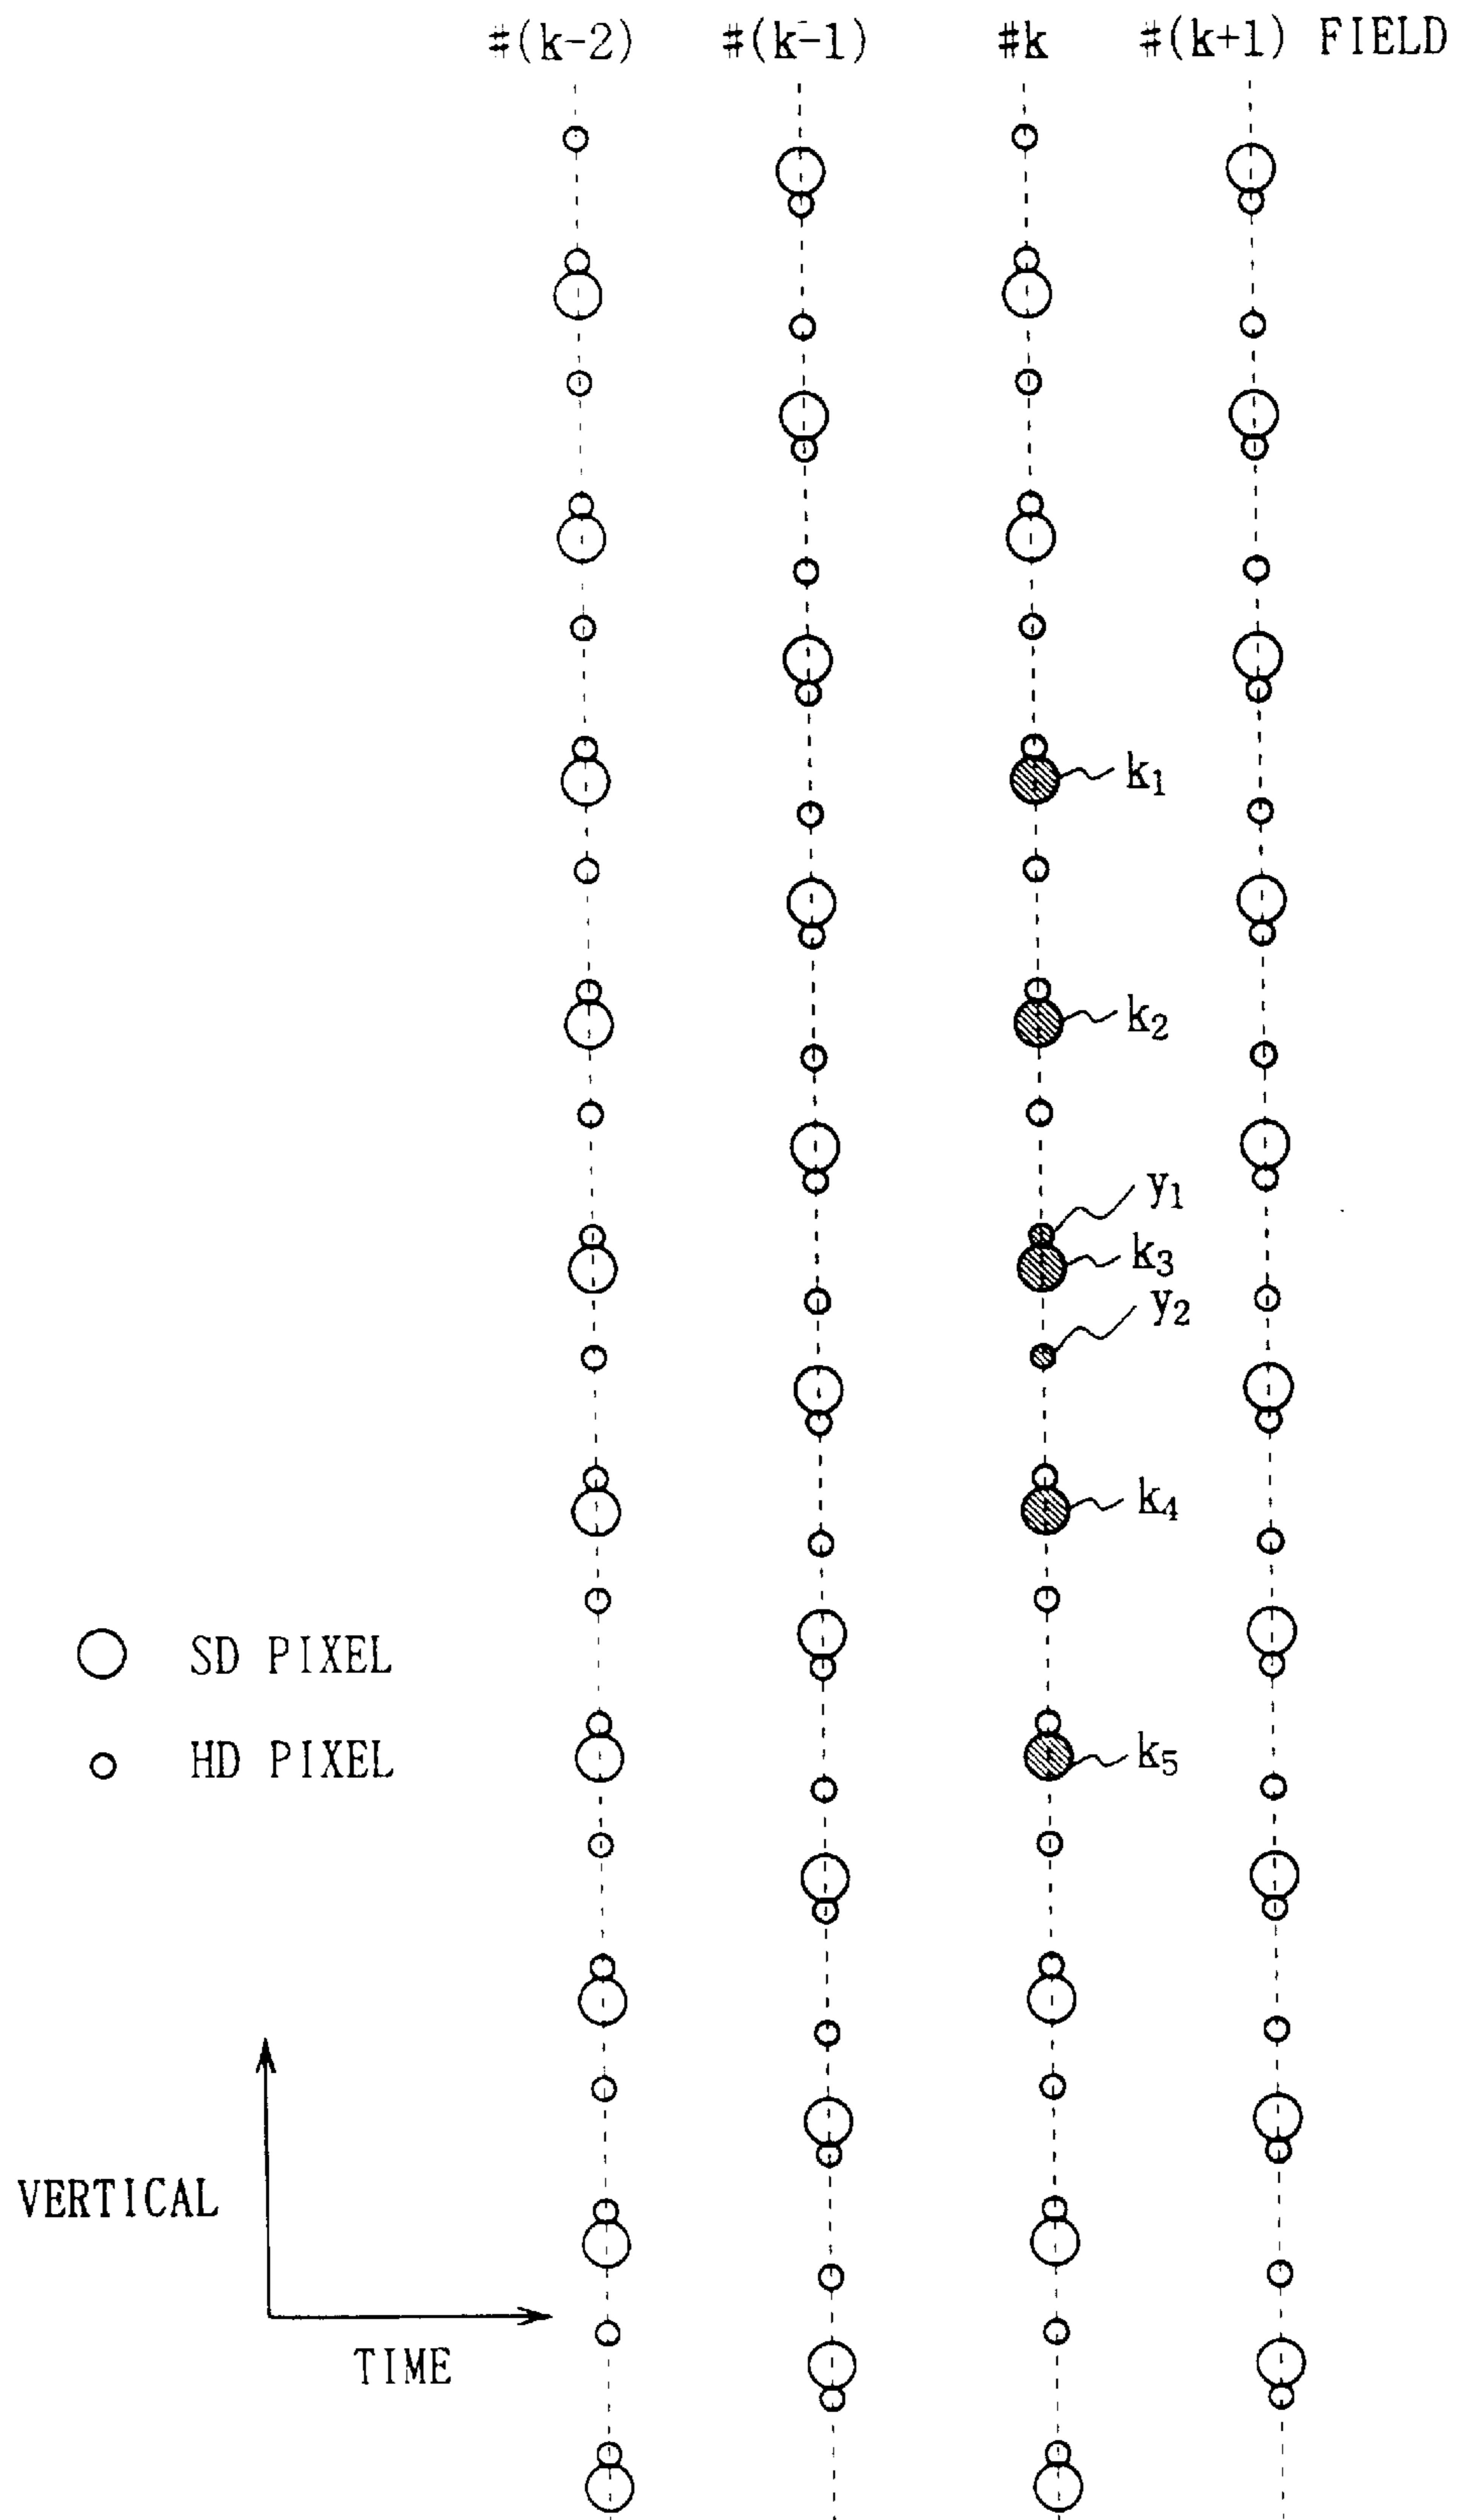 #(k-2) #(k-1) #k #(k+1) FIELD
k₁
k₂
y₁
k₃
y₂
k₄
SD PIXEL
HD PIXEL
k₅
VERTICAL
TIME